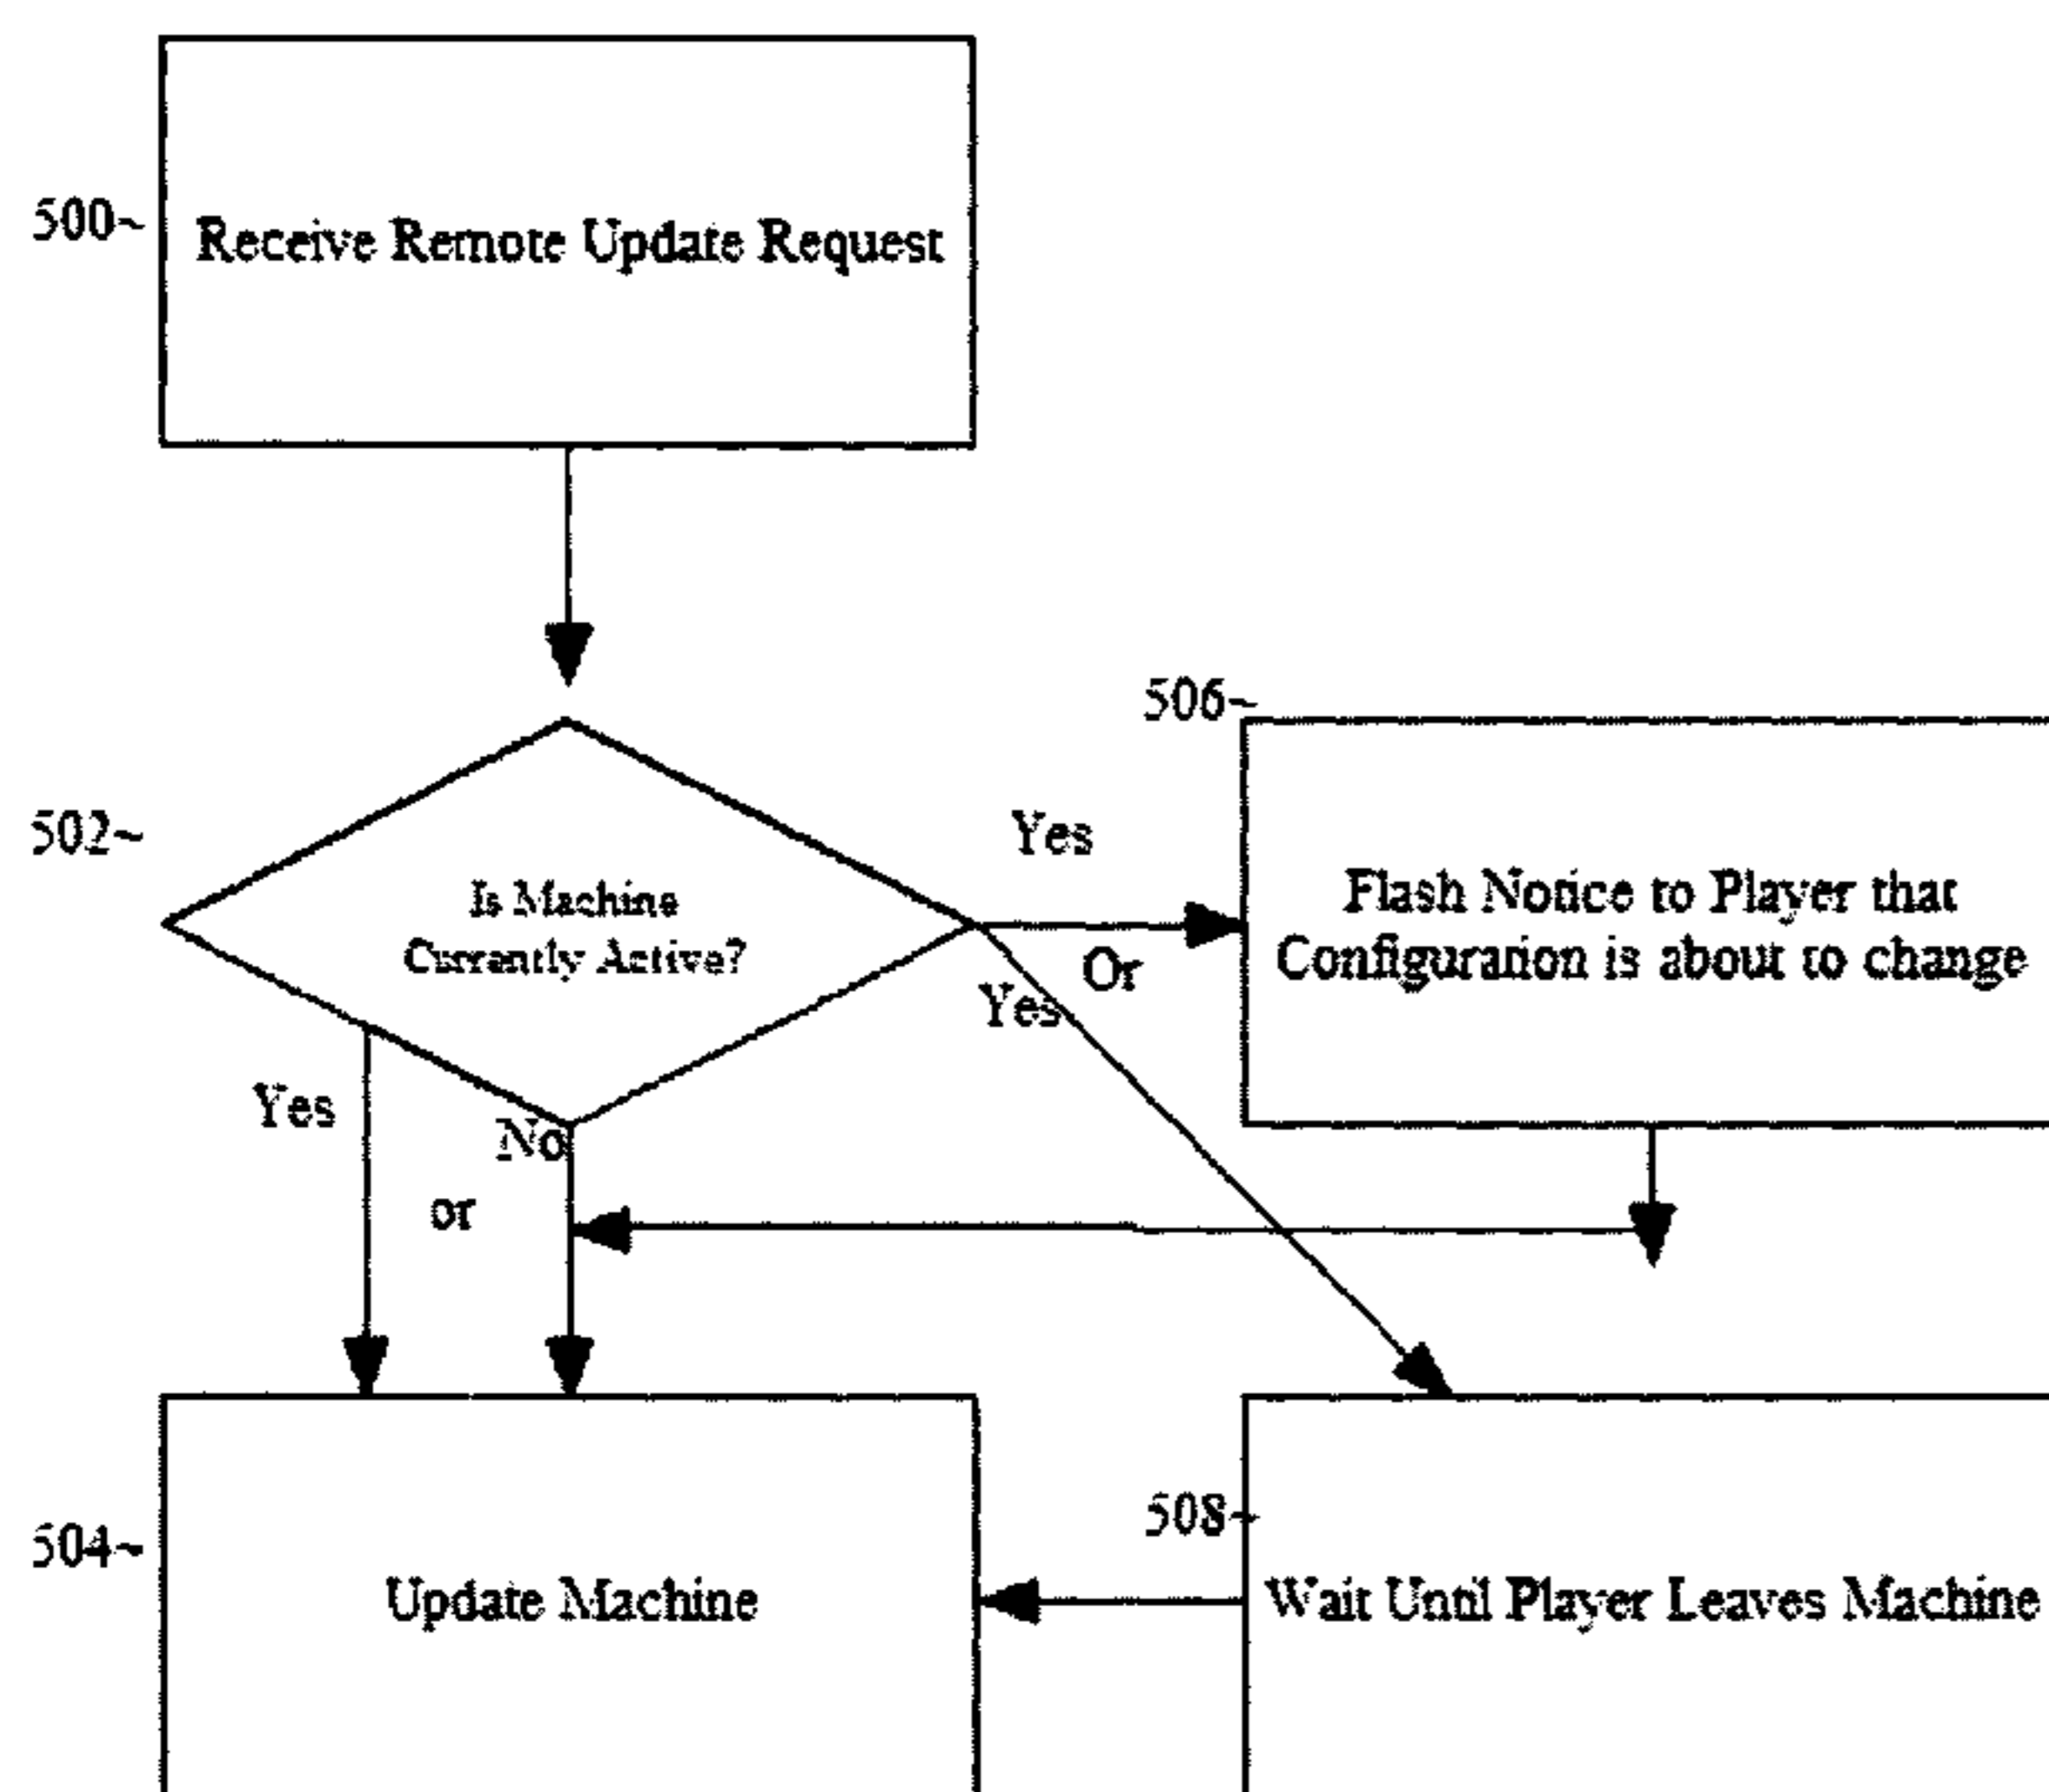 500~
Receive Remote Update Request
506~
502~
Yes
Is Machine
Currently Active?
Flash Notice to Player that
Configuration is about to change
Or
Yes
Yes
No
or
508~
504~
Update Machine
Wait Until Player Leaves Machine